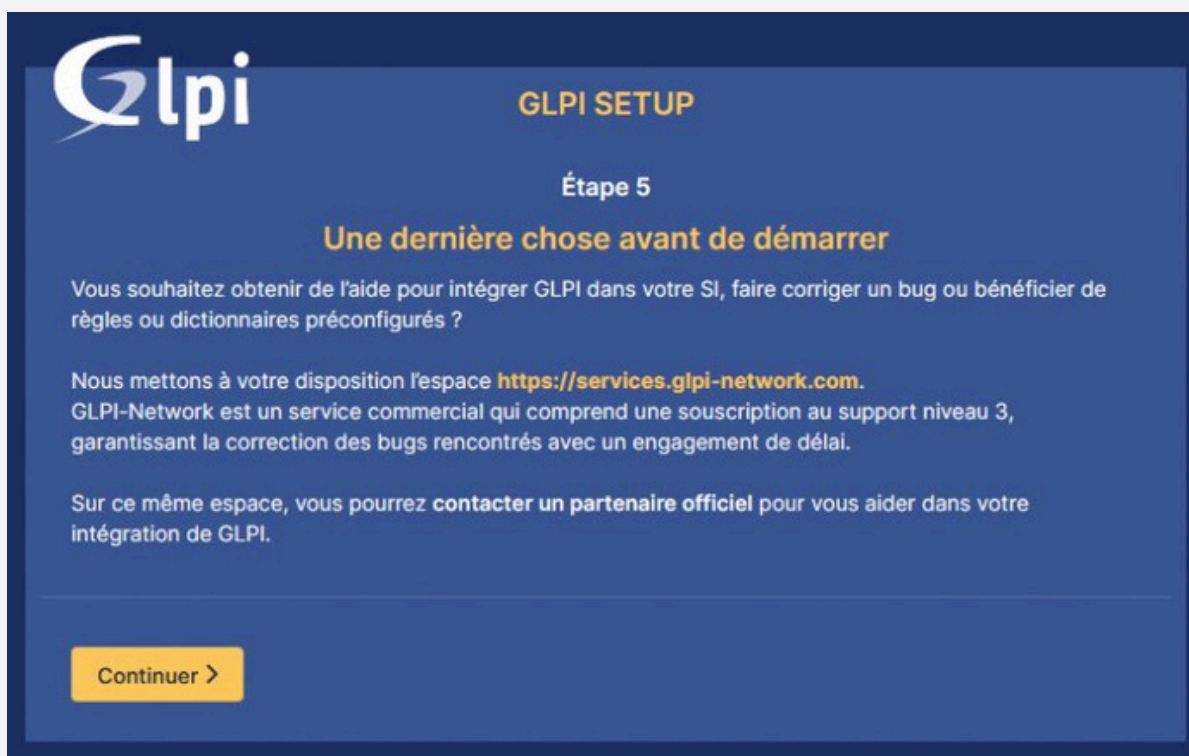 Glpi
GLPI SETUP
Étape 5
Une dernière chose avant de démarrer
Vous souhaitez obtenir de l'aide pour intégrer GLPI dans votre SI, faire corriger un bug ou bénéficier de
règles ou dictionnaires préconfigurés ?
Nous mettons à votre disposition l'espace https://services.glpi-network.com.
GLPI-Network est un service commercial qui comprend une souscription au support niveau 3,
garantissant la correction des bugs rencontrés avec un engagement de délai.
Sur ce même espace, vous pourrez contacter un partenaire officiel pour vous aider dans votre
intégration de GLPI.
Continuer >